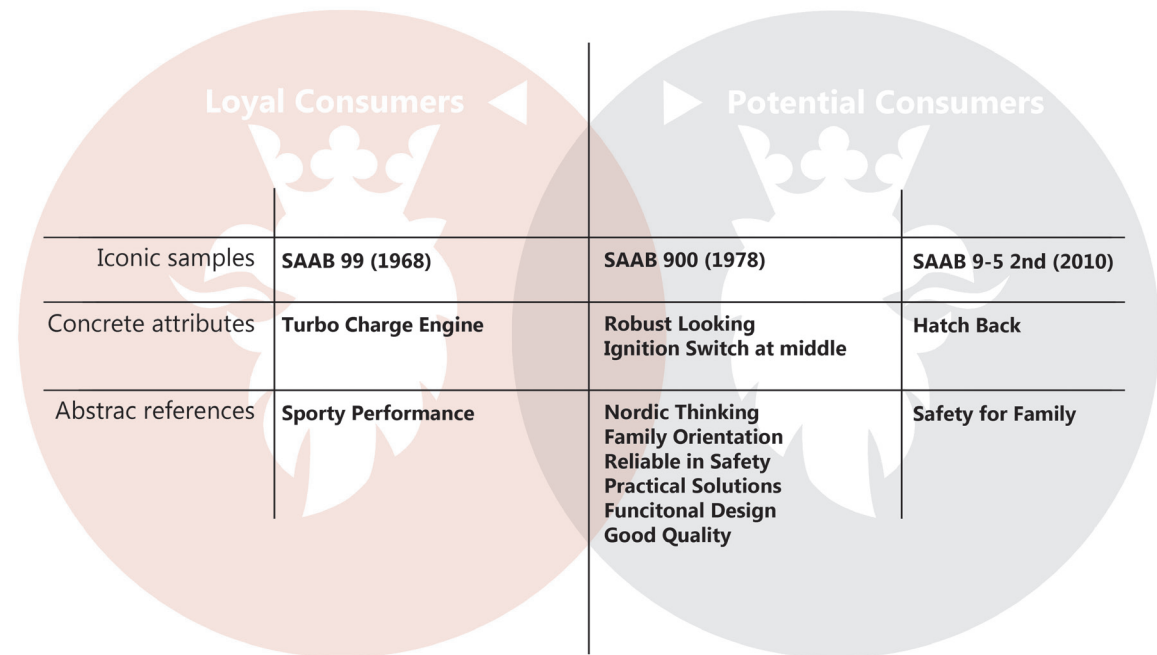 Loyal Consumers
Potential Consumers
Iconic samples
SAAB 99 (1968)
SAAB 900 (1978)
SAAB 9-5 2nd (2010)
Concrete attributes
Turbo Charge Engine
Robust Looking
Ignition Switch at middle
Hatch Back
Abstrac references
Sporty Performance
Nordic Thinking
Family Orientation
Reliable in Safety
Practical Solutions
Funcitonal Design
Good Quality
Safety for Family